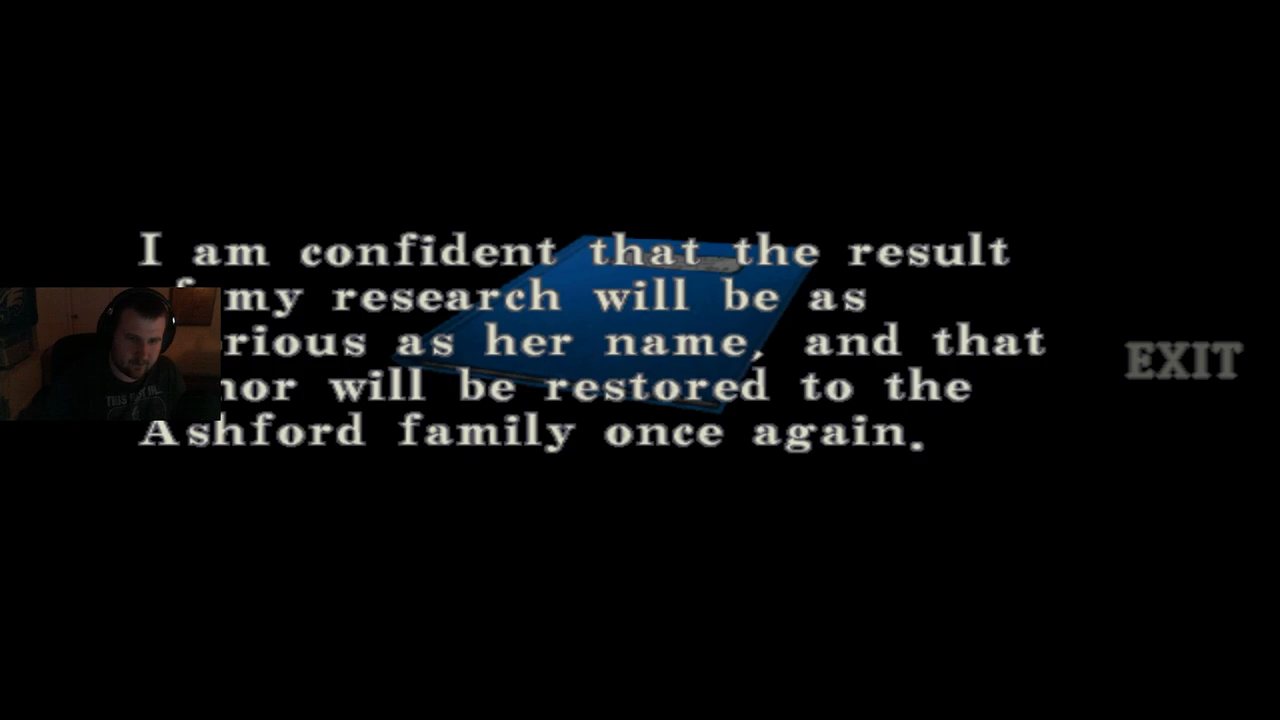 I am confident that the result
my research will be as
as her name, and that
will be restored to the
Ashford family once again.
EXIT